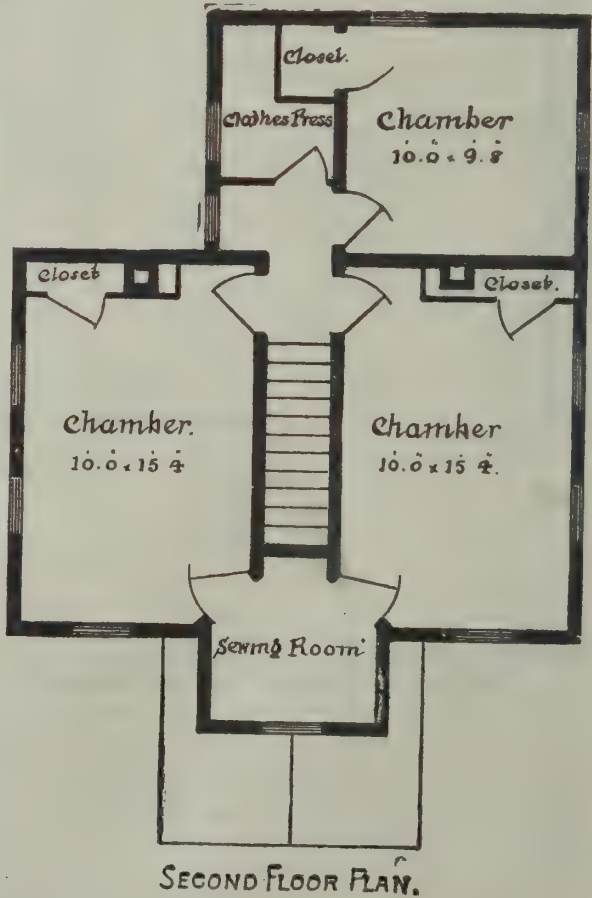 Closet.
Clothes Press
Chamber
10.0 x 9.8
Closet
Closet.
Chamber.
10.0 x 15 4
Chamber
10.0 x 15 4.
Sewing Room
SECOND FLOOR PLAN.